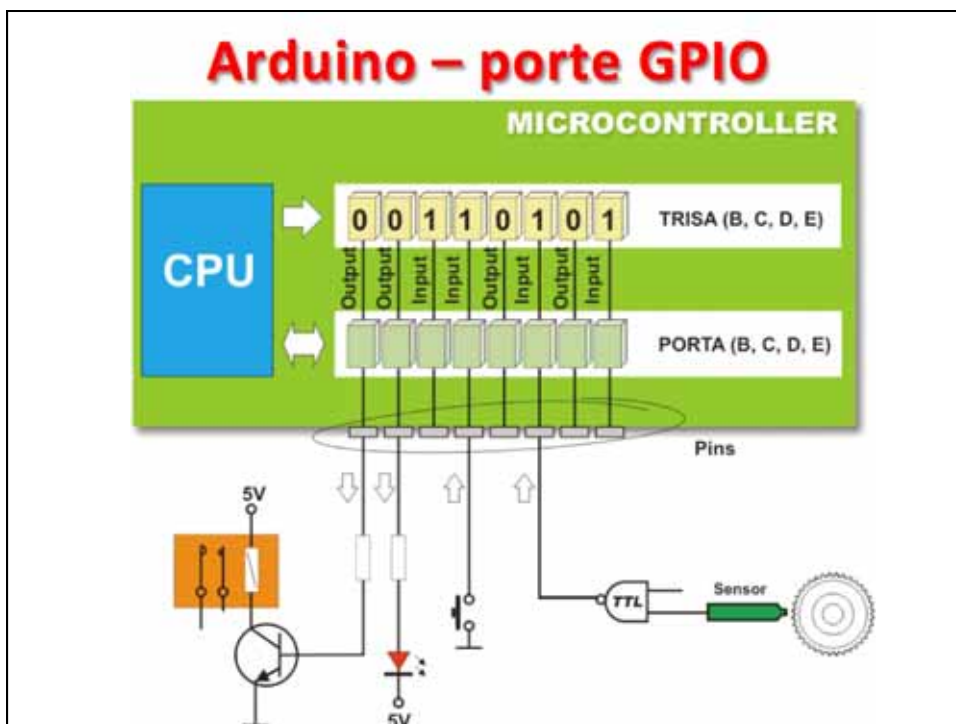 Arduino – porte GPIO
MICROCONTROLLER
CPU
0 0 1 1 0 1 0 1
TRISA (B, C, D, E)
Output Output Input Input Output Input Output Input
PORTA (B, C, D, E)
Pins
5V
TTL
Sensor
5V